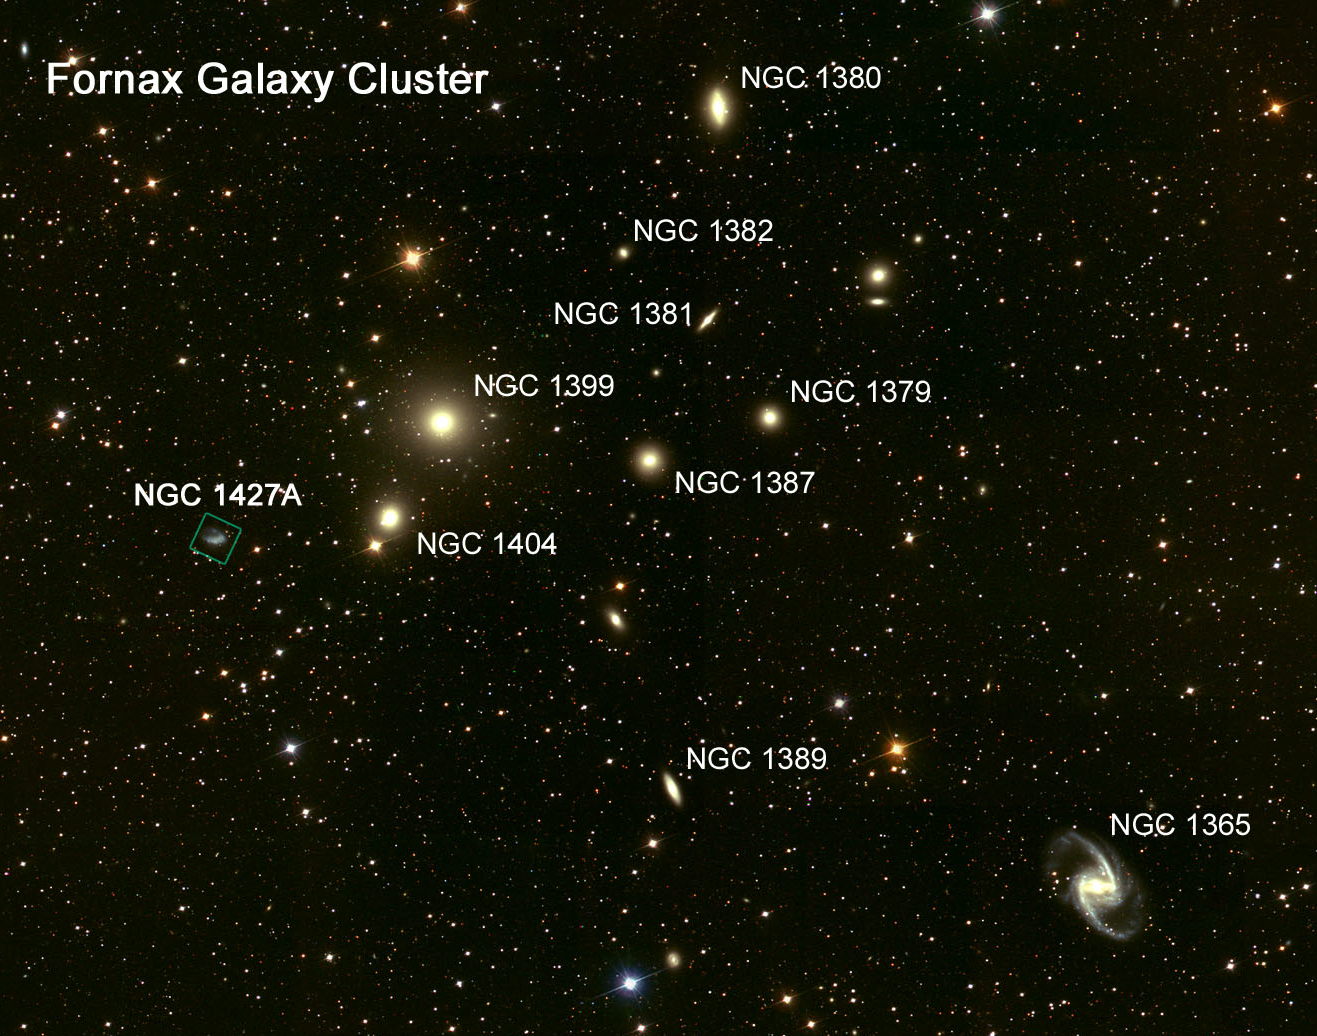 Fornax Galaxy Cluster
NGC 1380
NGC 1382
NGC 1381
NGC 1399
NGC 1379
NGC 1387
NGC 1427A
NGC 1404
NGC 1389
NGC 1365